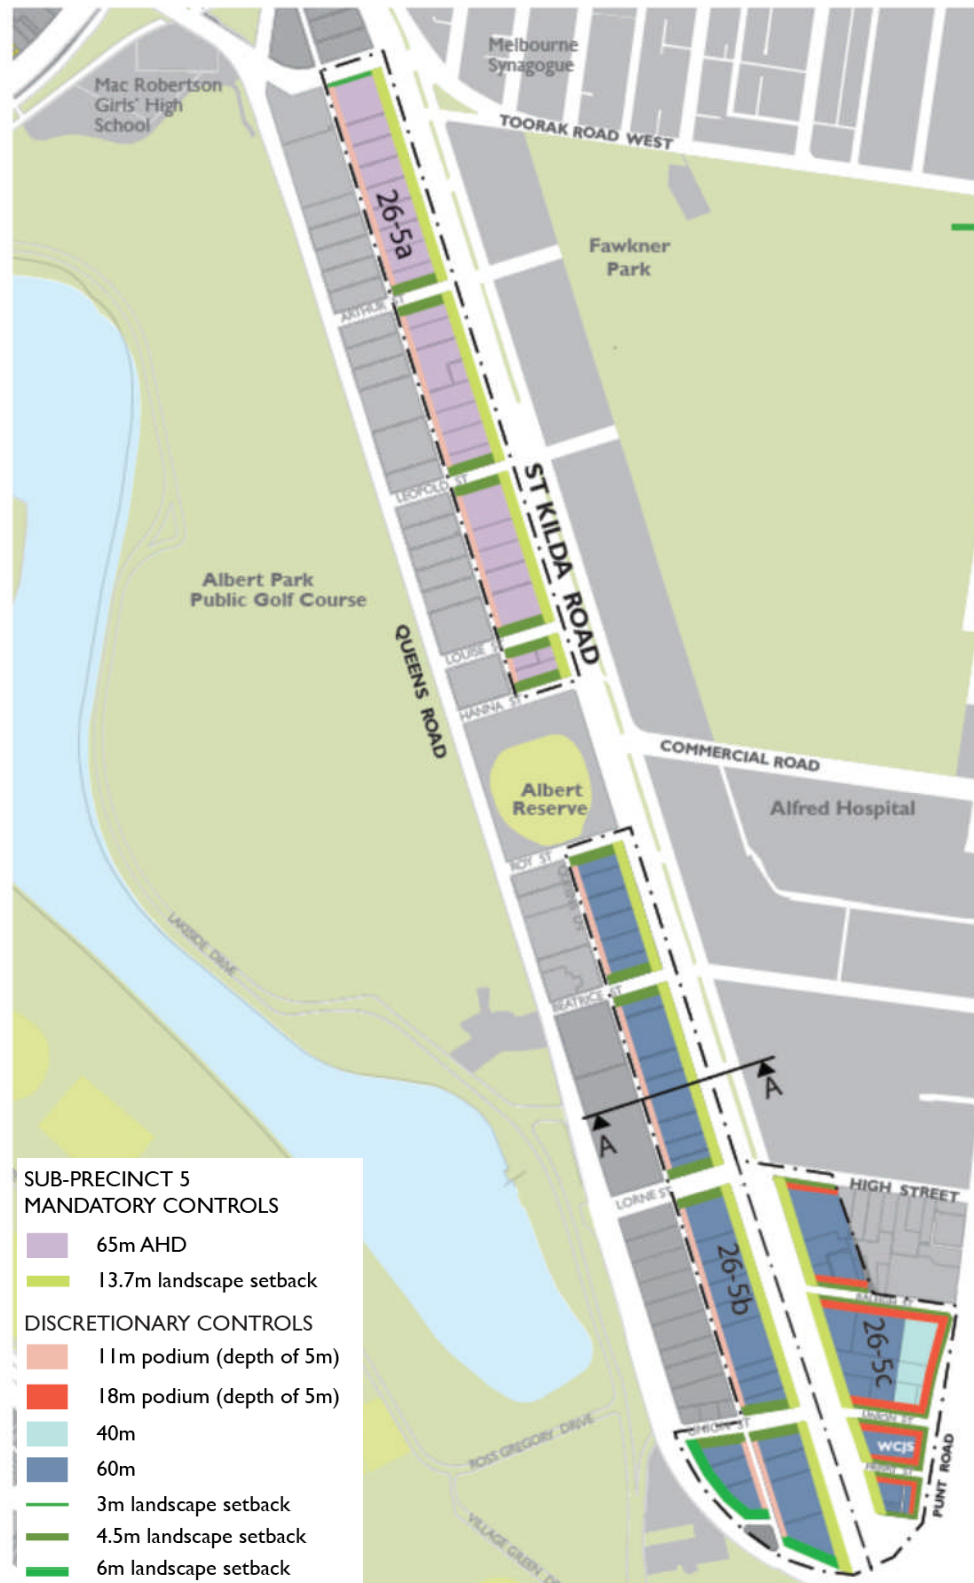 Melbourne
Synagogue
Mac Robertson
Girls' High
School
TOORAK ROAD WEST
26-5a
Fawkner
Park
ARTHUR ST
LEOPOLD ST
ST KILDA ROAD
Albert Park
Public Golf Course
QUEENS ROAD
LOUISE
HANNA ST
COMMERCIAL ROAD
Albert
Reserve
Alfred Hospital
ROY ST
QUEENS LN
LAKESIDE DRIVE
BEATRICE ST
A
A
HIGH STREET
LORNE ST
26-5b
RALEIGH ST
26-5c
UNION ST
UNION ST
WCJS
PUNT ROAD
ROSS GREGORY DRIVE
VILLAGE GREEN D
SUB-PRECINCT 5
MANDATORY CONTROLS
65m AHD
13.7m landscape setback
DISCRETIONARY CONTROLS
11m podium (depth of 5m)
18m podium (depth of 5m)
40m
60m
3m landscape setback
4.5m landscape setback
6m landscape setback